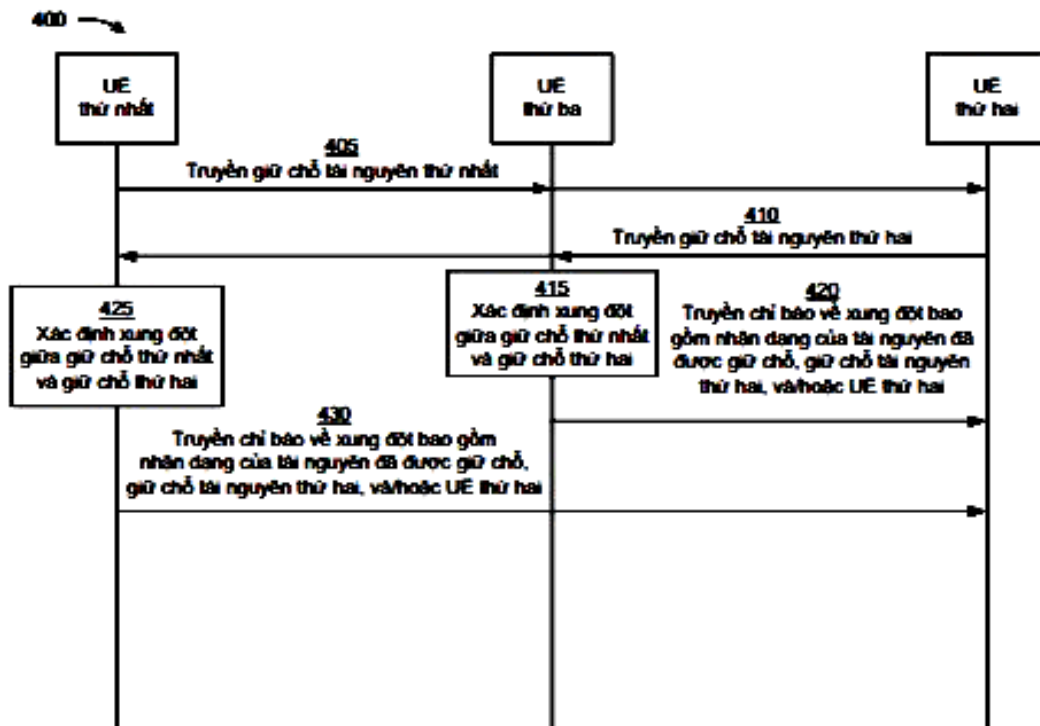 400
UE
thứ nhất
UE
thứ ba
UE
thứ hai
405
Truyền giữ chỗ tài nguyên thứ nhất
410
Truyền giữ chỗ tài nguyên thứ hai
425
Xác định xung đột
giữa giữ chỗ thứ nhất
và giữ chỗ thứ hai
415
Xác định xung đột
giữa giữ chỗ thứ nhất
và giữ chỗ thứ hai
420
Truyền chỉ báo về xung đột bao
gồm nhận dạng của tài nguyên đã
được giữ chỗ, giữ chỗ tài nguyên
thứ hai, và/hoặc UE thứ hai
430
Truyền chỉ báo về xung đột bao gồm
nhận dạng của tài nguyên đã được giữ chỗ,
giữ chỗ tài nguyên thứ hai, và/hoặc UE thứ hai